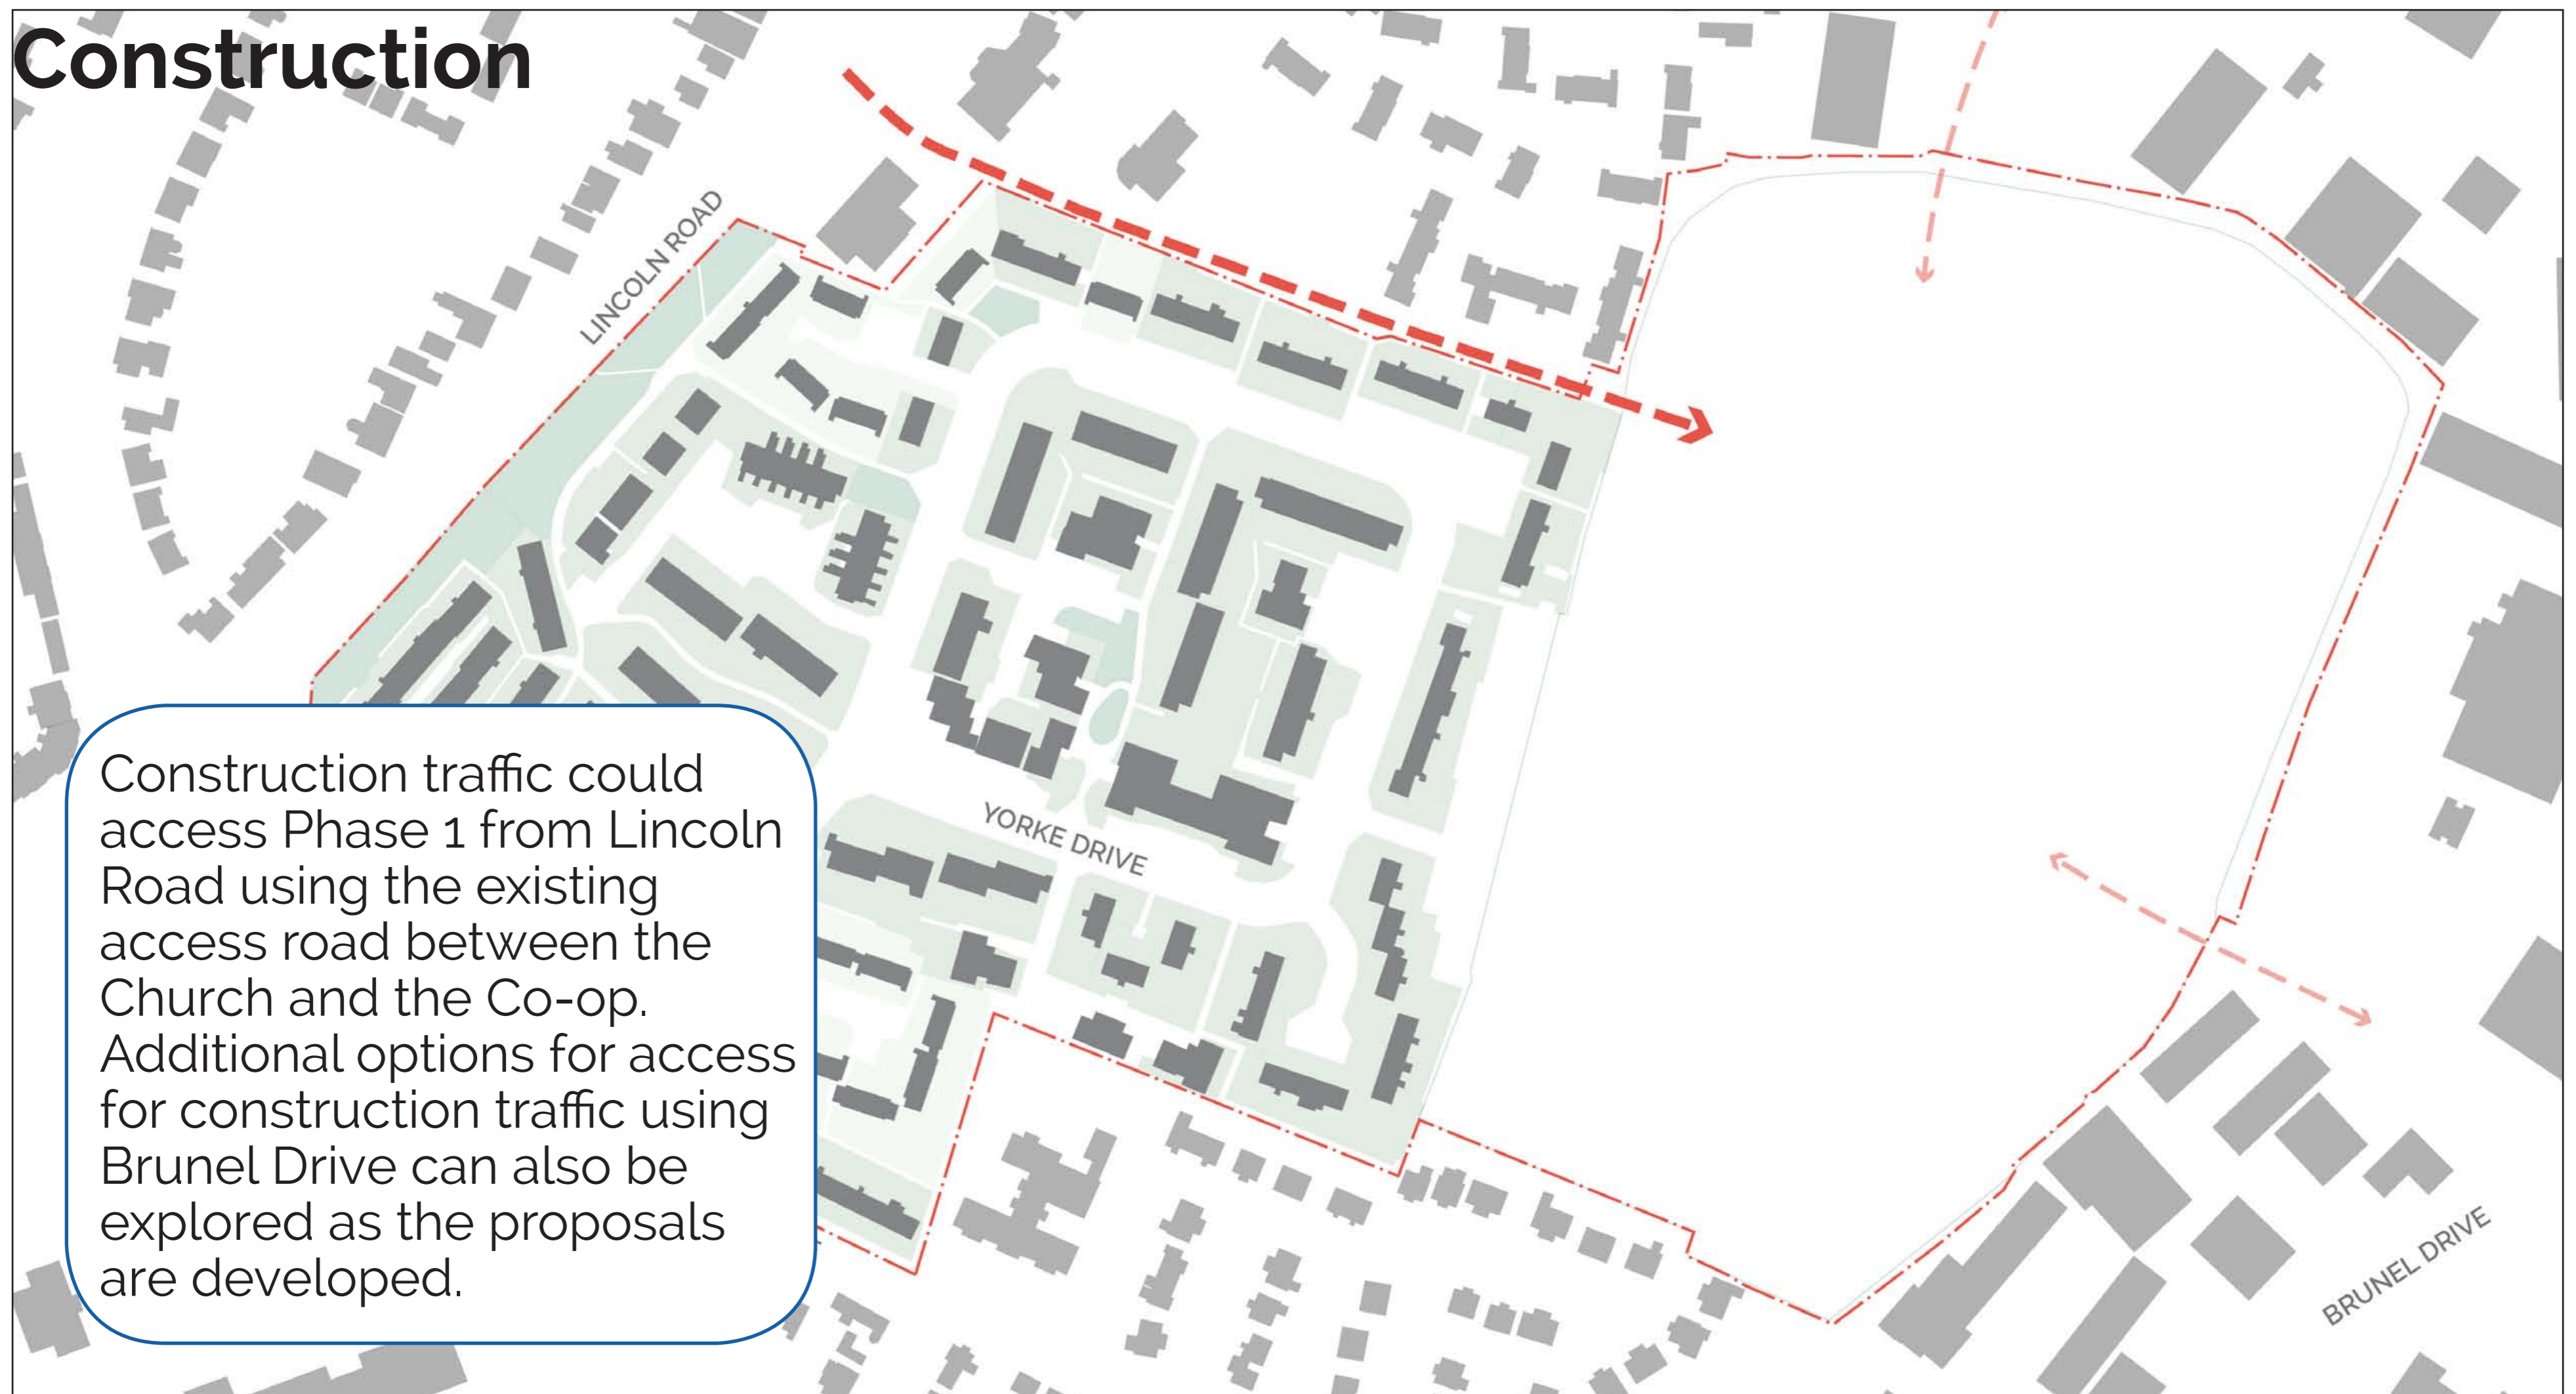 Construction
LINCOLN ROAD
YORKE DRIVE
Construction traffic could
access Phase 1 from Lincoln
Road using the existing
access road between the
Church and the Co-op.
Additional options for access
for construction traffic using
Brunel Drive can also be
explored as the proposals
are developed.
BRUNEL DRIVE